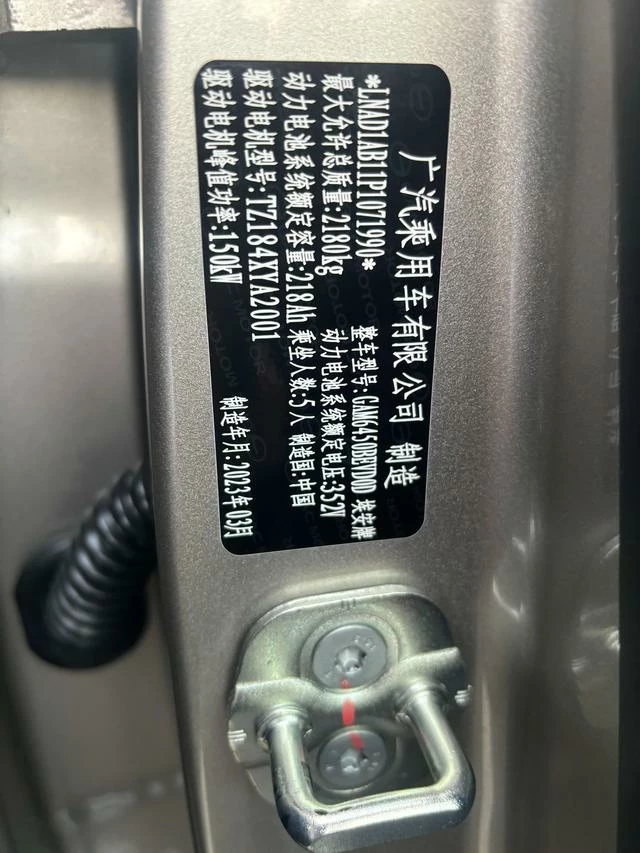 广汽乘用车有限公司 制造
*LNAD1AB11P1071990* 整车型号:GAM6450BEVD0D 埃安牌
最大允许总质量:2180kg 动力电池系统额定电压:352V
动力电池系统额定容量:218Ah 乘坐人数:5人 制造国:中国
驱动电机型号:TZ184XYA2001
驱动电机峰值功率:150kW 制造年月:2023年03月